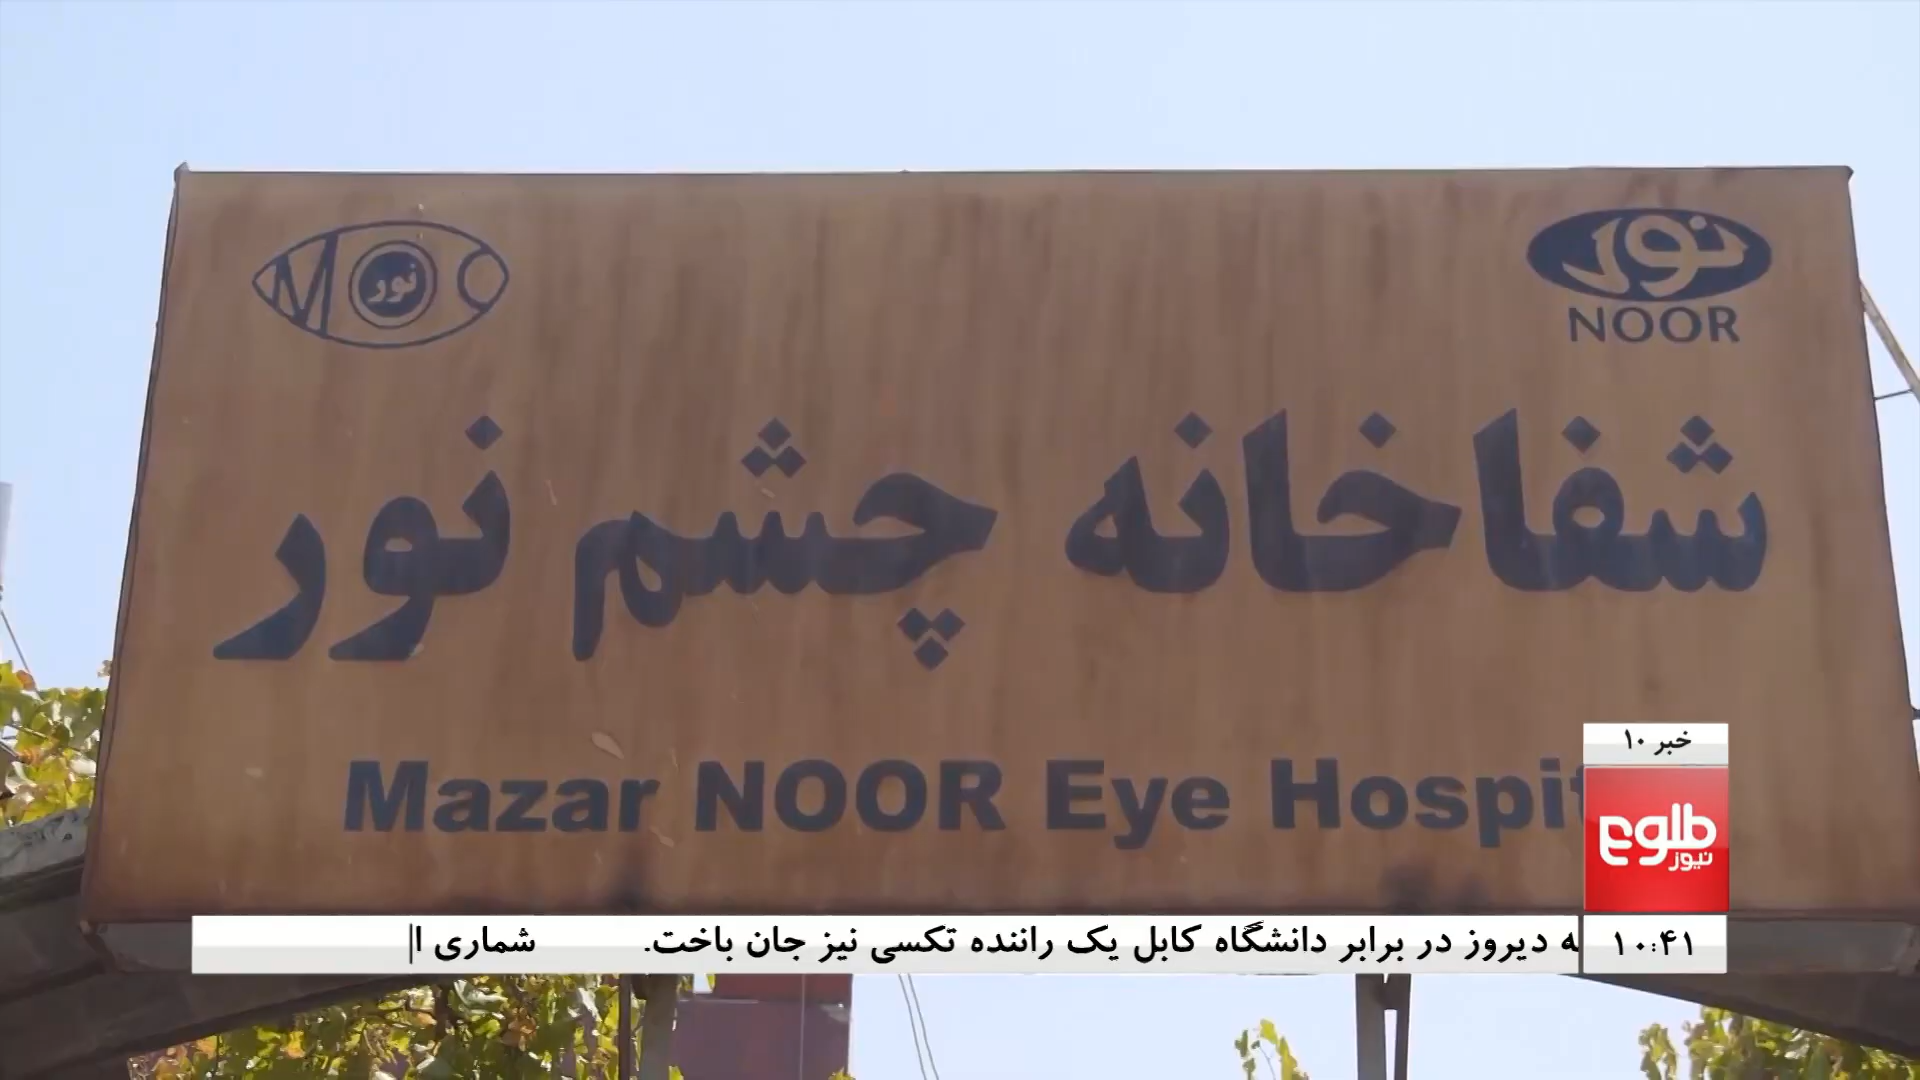 M نور C
نور
NOOR
شفاخانه چشم نور
Mazar NOOR Eye Hospit
خبر ۱۰
طلوع
نیوز
ه دیروز در برابر دانشگاه کابل یک راننده تکسی نیز جان باخت. شماری ا
۱۰:۴۱